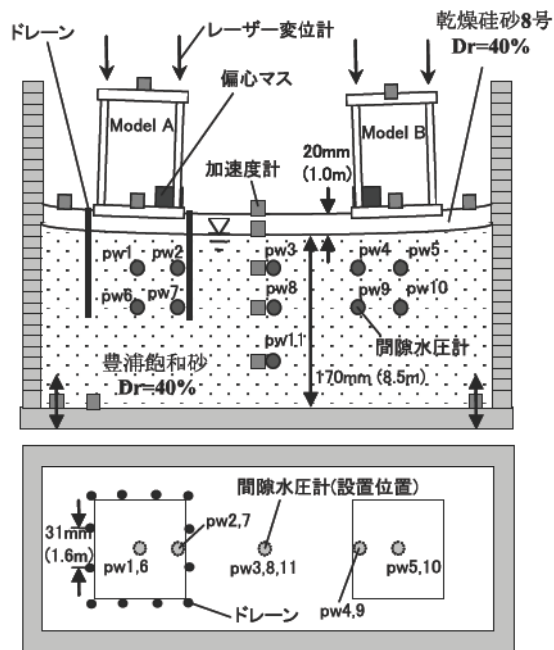 ドレーン
レーザー変位計
乾燥硅砂8号
Dr=40%
偏心マス
Model A
Model B
加速度計
20mm
(1.0m)
pw1
pw2
pw3
pw4
pw5
pw6
pw7
pw8
pw9
pw10
間隙水圧計
pw11
豊浦飽和砂
Dr=40%
170mm (8.5m)
間隙水圧計(設置位置)
31mm
(1.6m)
pw2,7
pw1,6
pw3,8,11
pw5,10
pw4,9
ドレーン